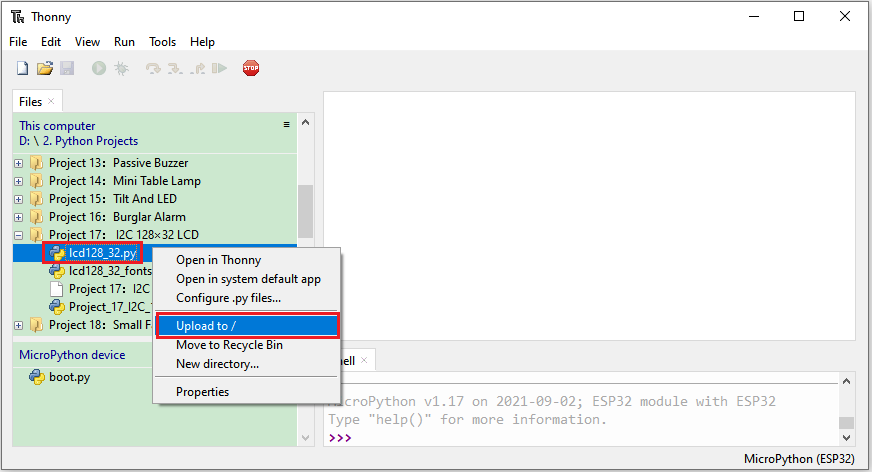 Thonny
File Edit View Run Tools Help
STOP
Files
This computer
D: \ 2. Python Projects
Project 13：Passive Buzzer
Project 14：Mini Table Lamp
Project 15：Tilt And LED
Project 16：Burglar Alarm
Project 17： I2C 128×32 LCD
lcd128_32.py
lcd128_32_fonts
Project 17：I2C
Project_17_I2C_
Project 18：Small F
Open in Thonny
Open in system default app
Configure .py files...
Upload to /
Move to Recycle Bin
New directory...
Properties
MicroPython device
boot.py
ell
MicroPython v1.17 on 2021-09-02; ESP32 module with ESP32
Type "help()" for more information.
>>>
MicroPython (ESP32)